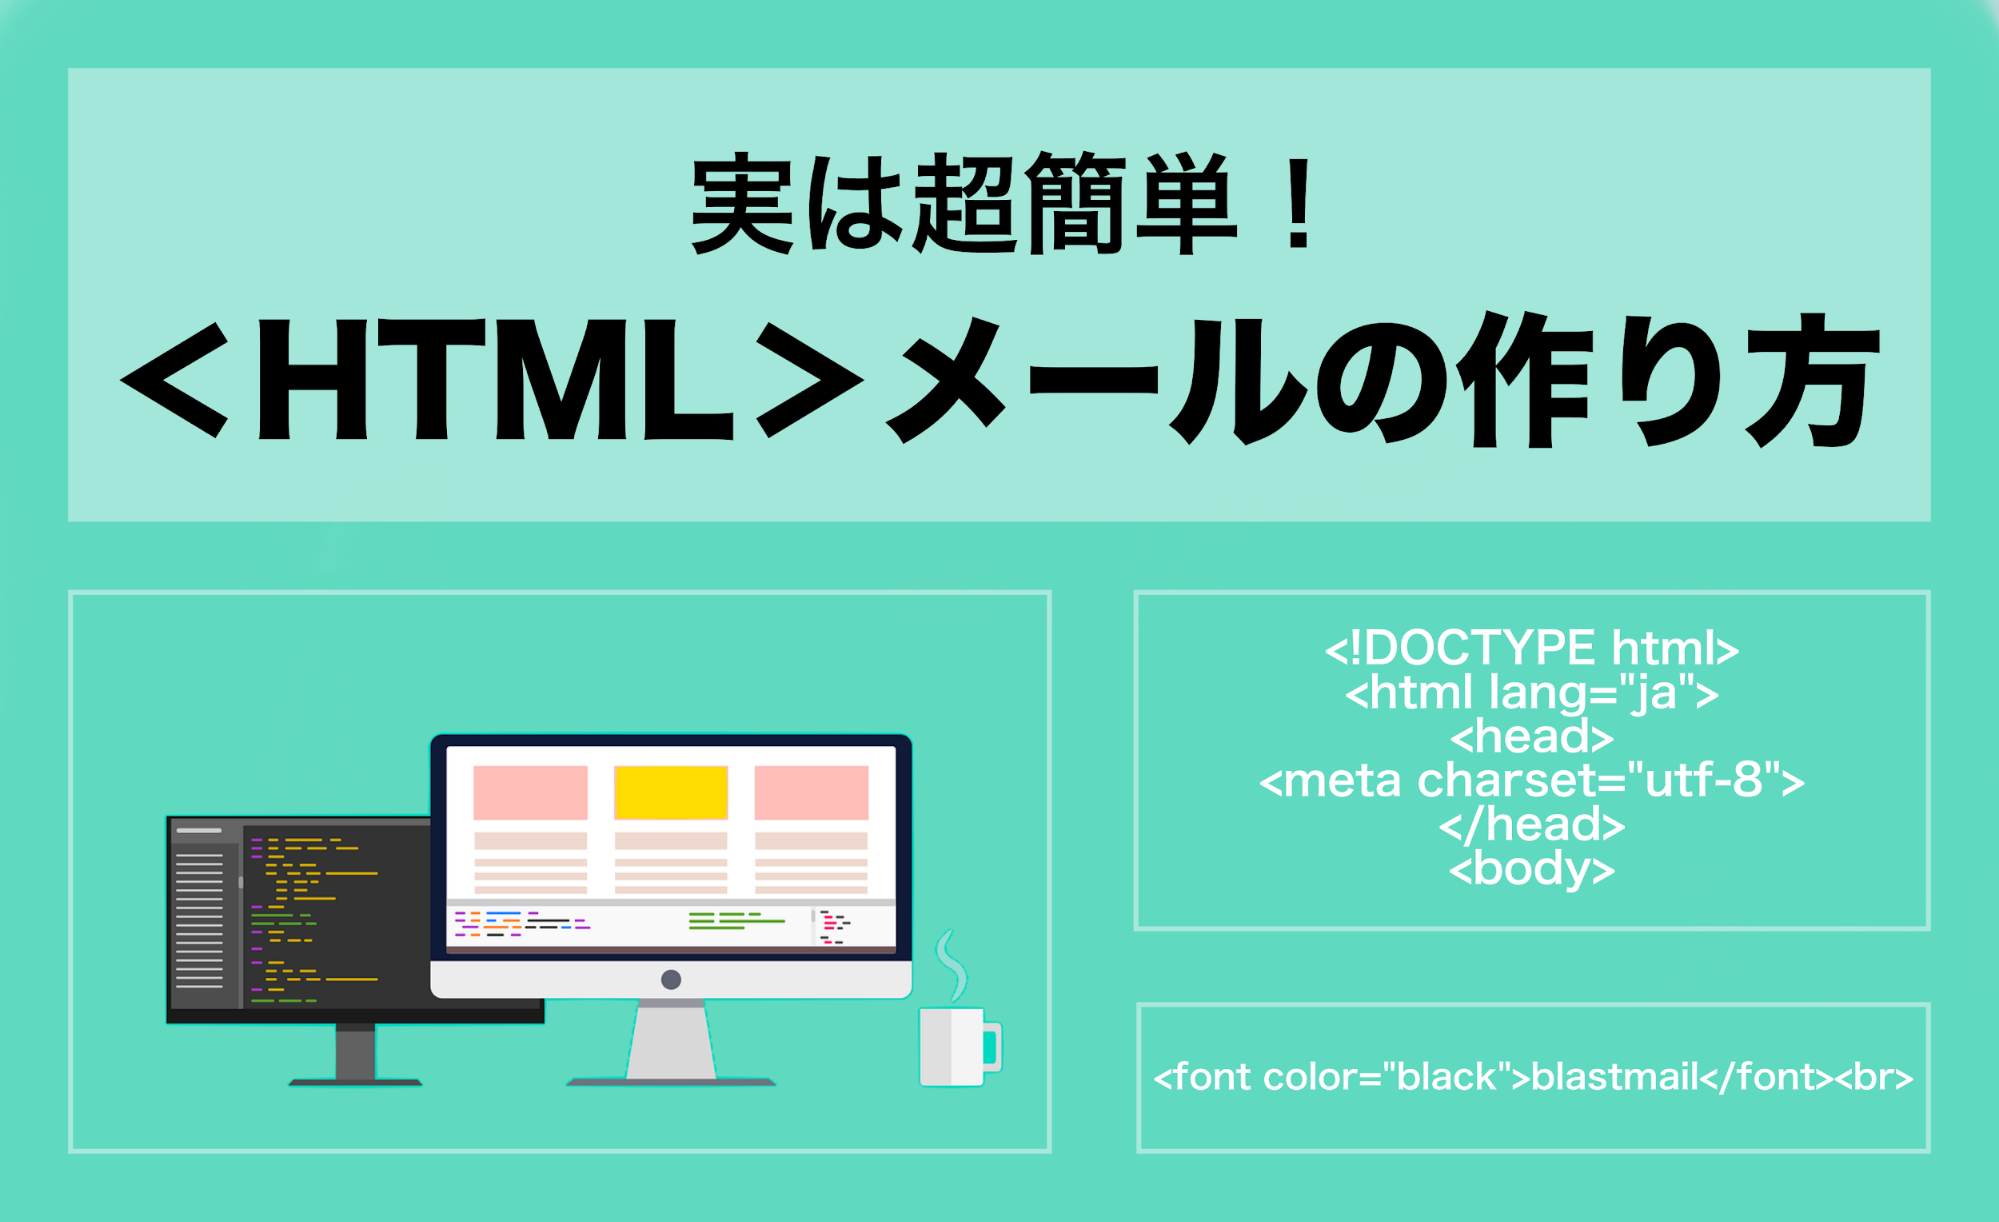 実は超簡単！
＜HTML＞メールの作り方
<!DOCTYPE html>
<html lang="ja">
<head>
<meta charset="utf-8">
</head>
<body>
<font color="black">blastmail</font><br>